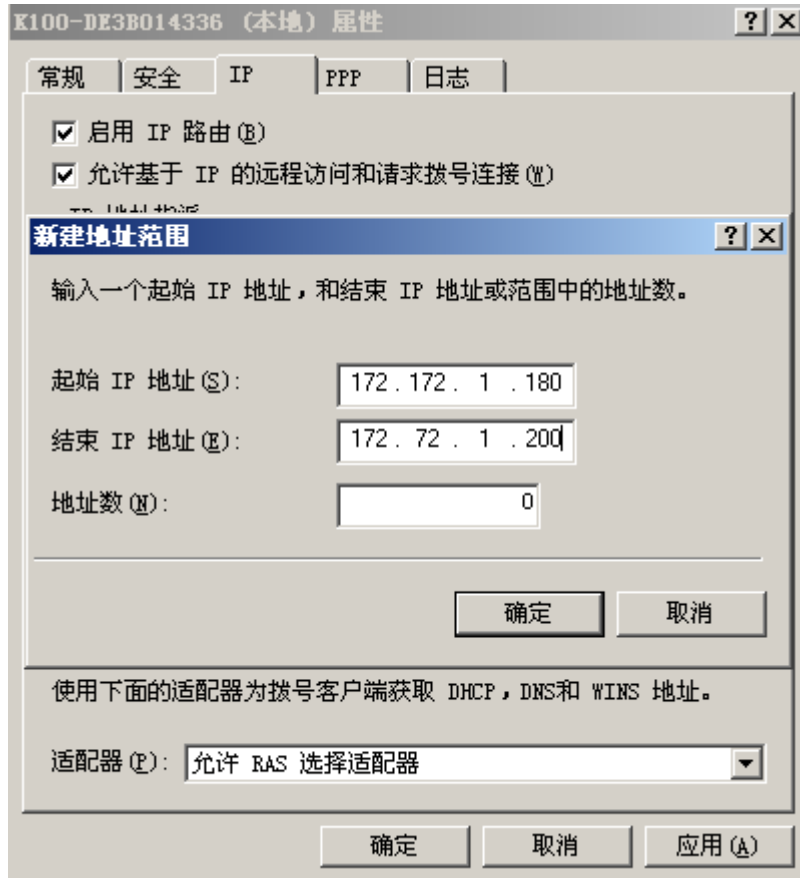 K100-DE3B014336 (本地) 属性
常规 安全 IP PPP 日志
启用 IP 路由(B)
允许基于 IP 的远程访问和请求拨号连接(W)
IP 地址指派
新建地址范围
输入一个起始 IP 地址,和结束 IP 地址或范围中的地址数。
起始 IP 地址(S): 172 . 172 . 1 . 180
结束 IP 地址(E): 172 . 72 . 1 . 200
地址数(N): 0
确定 取消
使用下面的适配器为拨号客户端获取 DHCP,DNS和 WINS 地址。
适配器(P): 允许 RAS 选择适配器
确定 取消 应用(A)